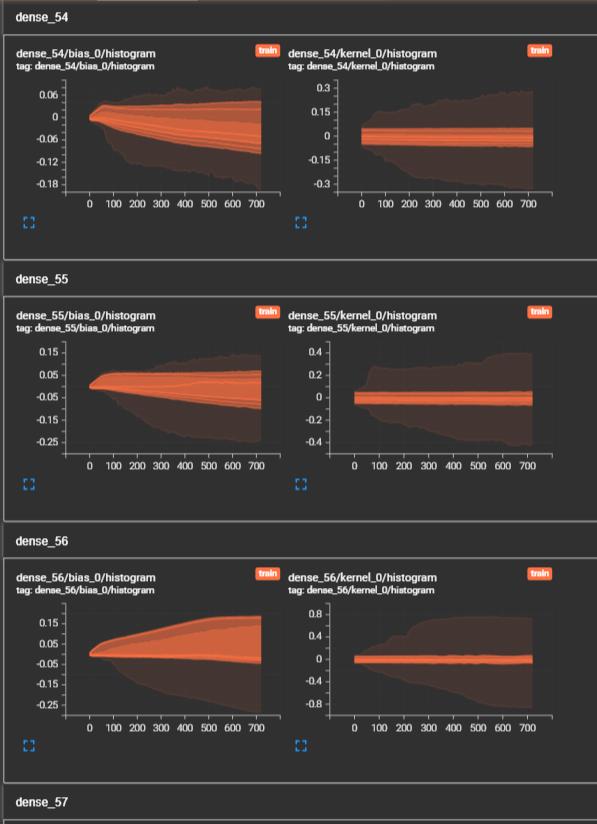 dense_54
dense_54/bias_0/histogram train
tag: dense_54/bias_0/histogram
0.06
0
-0.06
-0.12
-0.18
0 100 200 300 400 500 600 700
dense_54/kernel_0/histogram train
tag: dense_54/kernel_0/histogram
0.3
0.15
0
-0.15
-0.3
0 100 200 300 400 500 600 700
dense_55
dense_55/bias_0/histogram train
tag: dense_55/bias_0/histogram
0.15
0.05
-0.05
-0.15
-0.25
0 100 200 300 400 500 600 700
dense_55/kernel_0/histogram train
tag: dense_55/kernel_0/histogram
0.4
0.2
0
-0.2
-0.4
0 100 200 300 400 500 600 700
dense_56
dense_56/bias_0/histogram train
tag: dense_56/bias_0/histogram
0.15
0.05
-0.05
-0.15
-0.25
0 100 200 300 400 500 600 700
dense_56/kernel_0/histogram train
tag: dense_56/kernel_0/histogram
0.8
0.4
0
-0.4
-0.8
0 100 200 300 400 500 600 700
dense_57